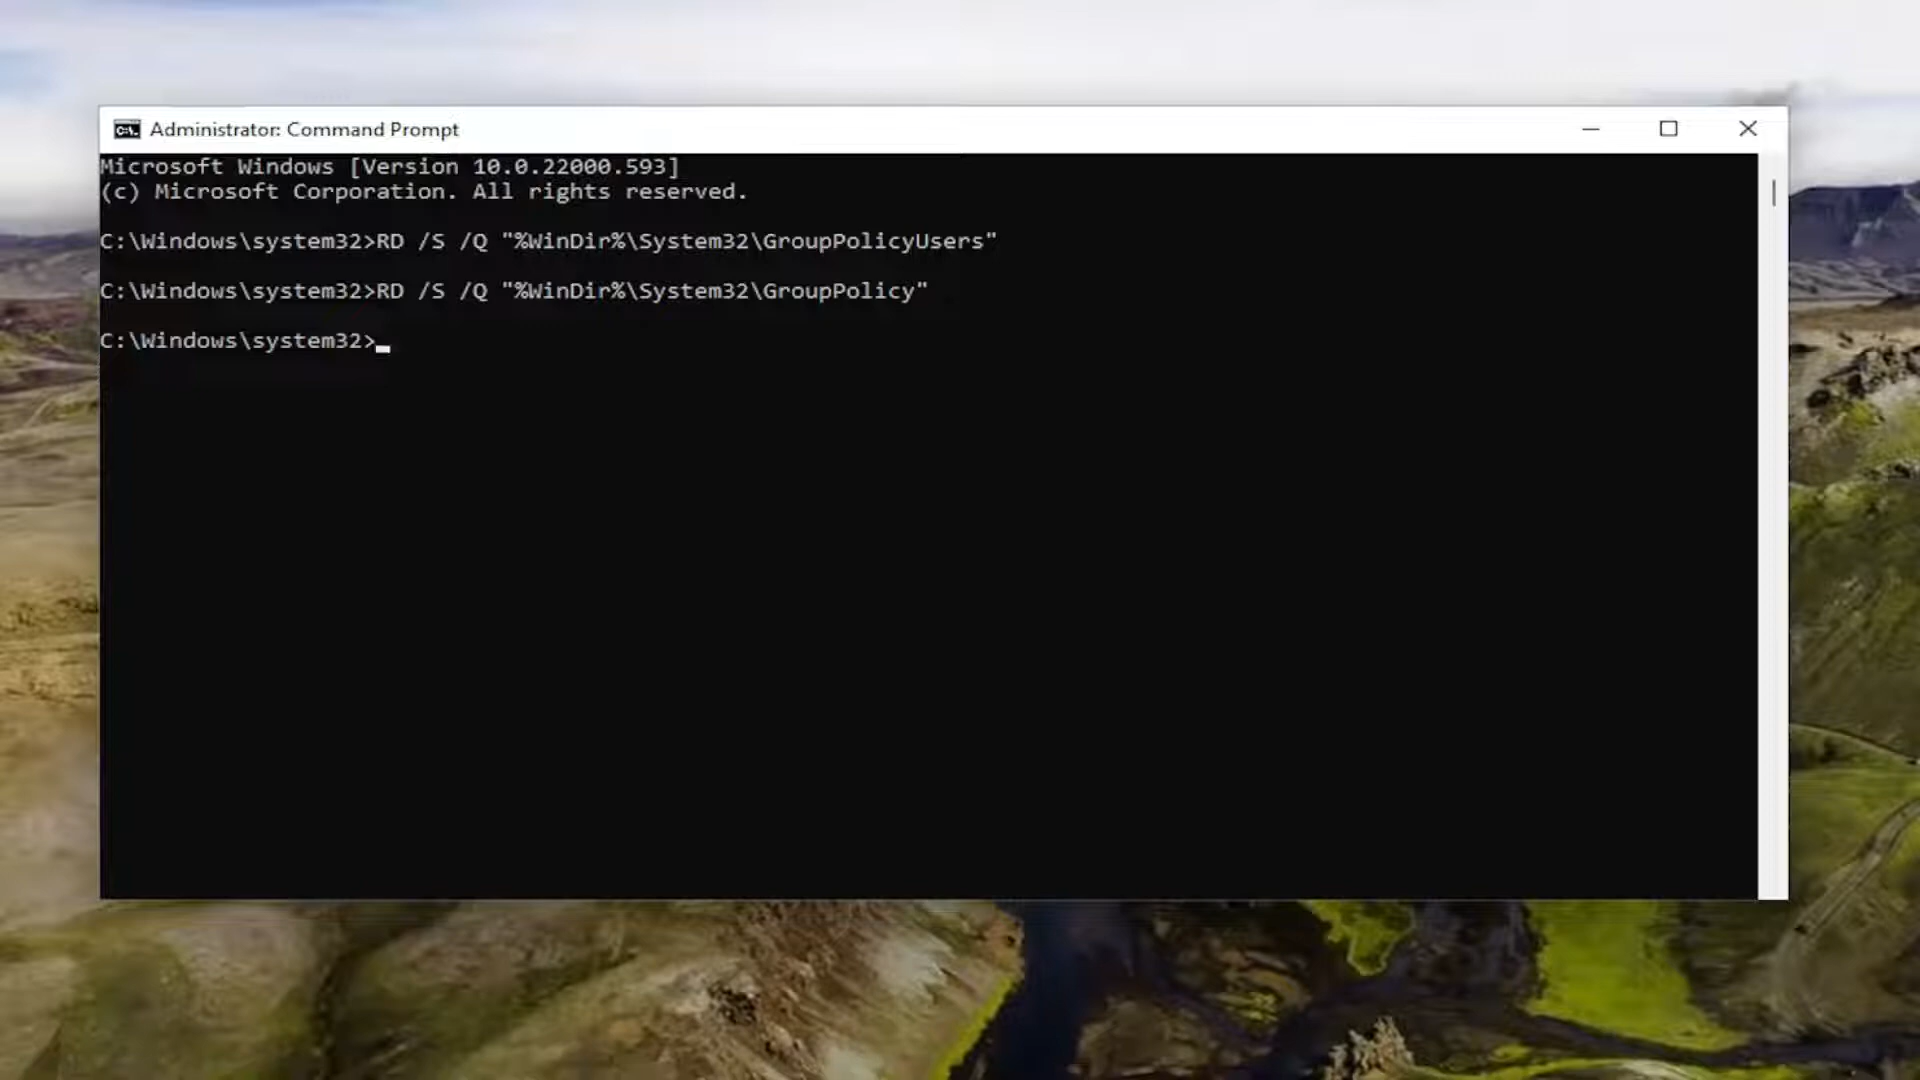 Administrator: Command Prompt
Microsoft Windows [Version 10.0.22000.593]
(c) Microsoft Corporation. All rights reserved.
C:\Windows\system32>RD /S /Q "%WinDir%\System32\GroupPolicyUsers"
C:\Windows\system32>RD /S /Q "%WinDir%\System32\GroupPolicy"
C:\Windows\system32>